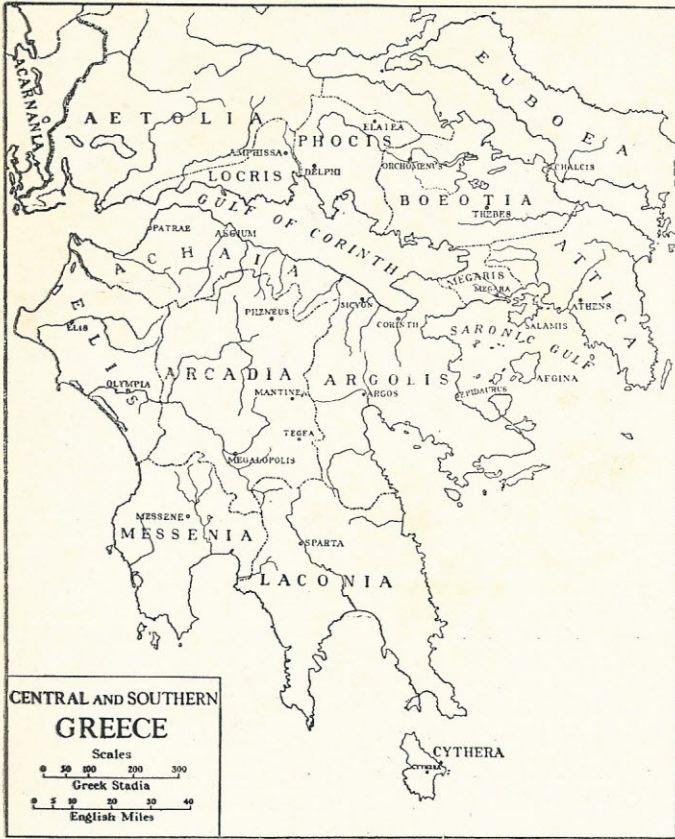 EUBOEA
ACARNANIA
AETOLIA
ELATEA
PHOCIS
AMPHISSA
ORCHOMENUS
DELPHI
CHALCIS
LOCRIS
BOEOTIA
THEBES
GULF OF CORINTH
PATRAE
AEGIUM
ACHAIA
ATTICA
MEGARIS
MEGARA
ELIS
PHENEUS
SICYON
CORINTH
ATHENS
SALAMIS
SARONIC GULF
ELIS
ARCADIA
ARGOLIS
AEGINA
OLYMPIA
MANTINEA
ARGOS
EPIDAURUS
TEGEA
MEGALOPOLIS
MESSENE
MESSENIA
SPARTA
LACONIA
CYTHERA
CYTHERA
CENTRAL AND SOUTHERN
GREECE
Scales
0 50 100 200 300
Greek Stadia
0 5 10 20 30 40
English Miles